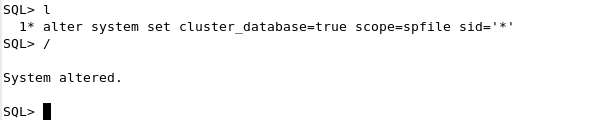 SQL> l
  1* alter system set cluster_database=true scope=spfile sid='*'
SQL> /
System altered.
SQL>